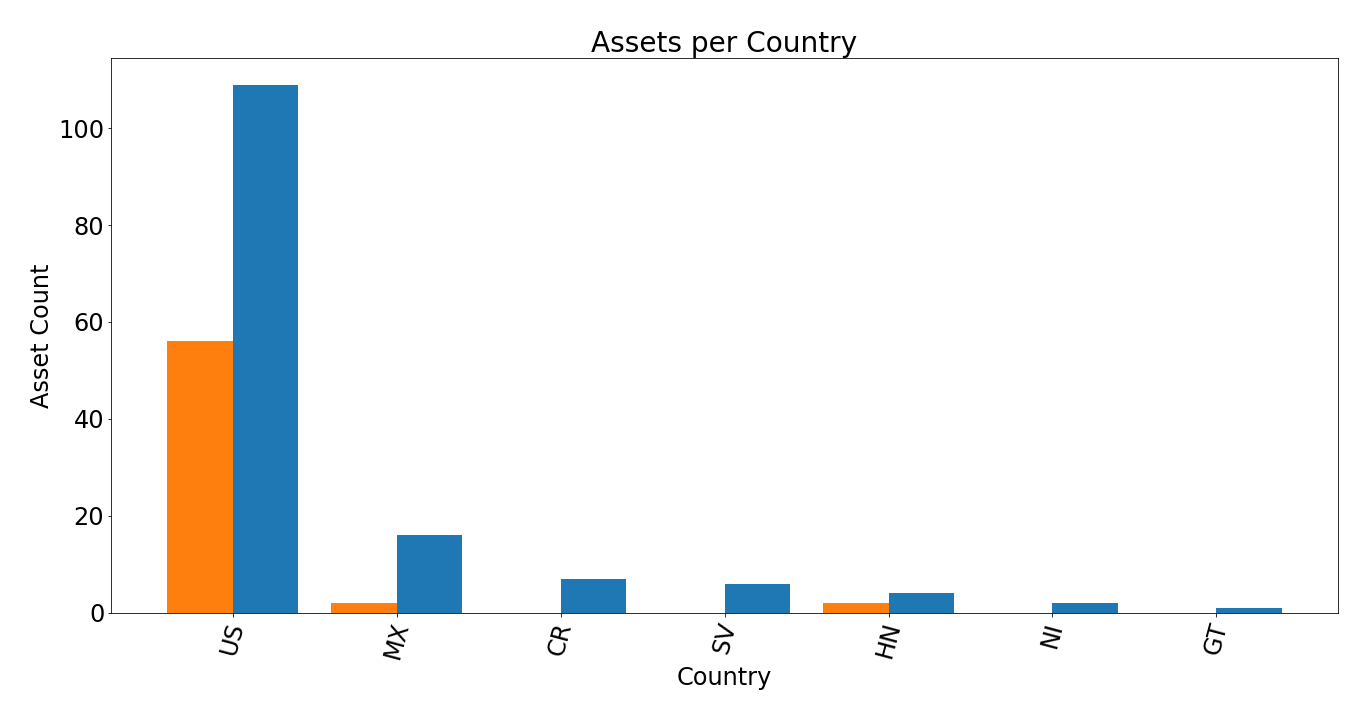 Assets per Country
Asset Count
100
80
60
40
20
0
US
MX
CR
SV
HN
NI
GT
Country